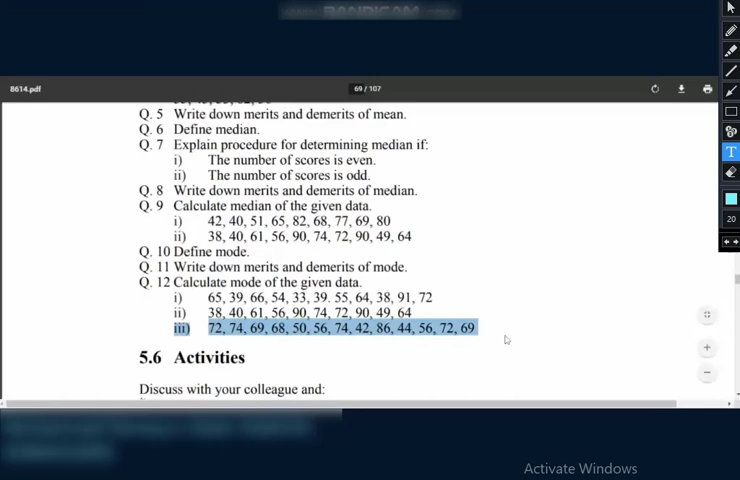 BANDICAM
8614.pdf
69 / 107
Q. 5 Write down merits and demerits of mean.
Q. 6 Define median.
Q. 7 Explain procedure for determining median if:
i) The number of scores is even.
ii) The number of scores is odd.
Q. 8 Write down merits and demerits of median.
Q. 9 Calculate median of the given data.
i) 42, 40, 51, 65, 82, 68, 77, 69, 80
ii) 38, 40, 61, 56, 90, 74, 72, 90, 49, 64
Q. 10 Define mode.
Q. 11 Write down merits and demerits of mode.
Q. 12 Calculate mode of the given data.
i) 65, 39, 66, 54, 33, 39. 55, 64, 38, 91, 72
ii) 38, 40, 61, 56, 90, 74, 72, 90, 49, 64
iii) 72, 74, 69, 68, 50, 56, 74, 42, 86, 44, 56, 72, 69
5.6 Activities
Discuss with your colleague and:
T
20
Activate Windows